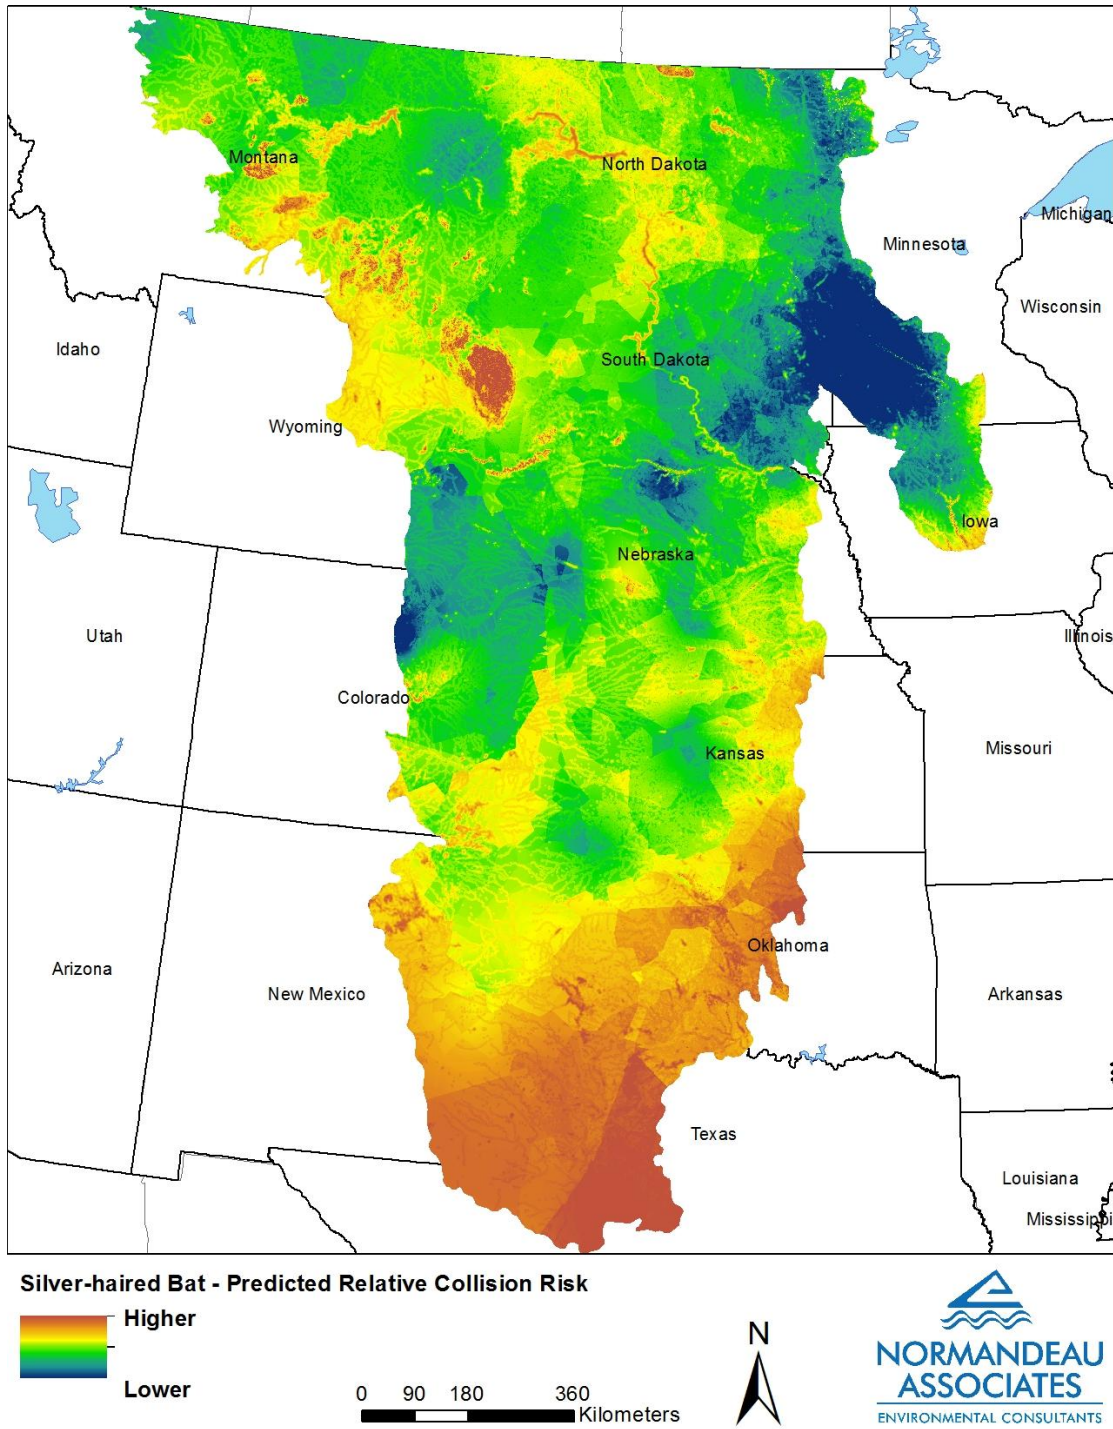 Montana
North Dakota
Minnesota
Michigan
Wisconsin
Idaho
South Dakota
Wyoming
Iowa
Nebraska
Utah
Illinois
Colorado
Kansas
Missouri
Oklahoma
Arizona
New Mexico
Arkansas
Texas
Louisiana
Mississippi
Silver-haired Bat - Predicted Relative Collision Risk
Higher
Lower
0 90 180 360
Kilometers
N
NORMANDEAU
ASSOCIATES
ENVIRONMENTAL CONSULTANTS